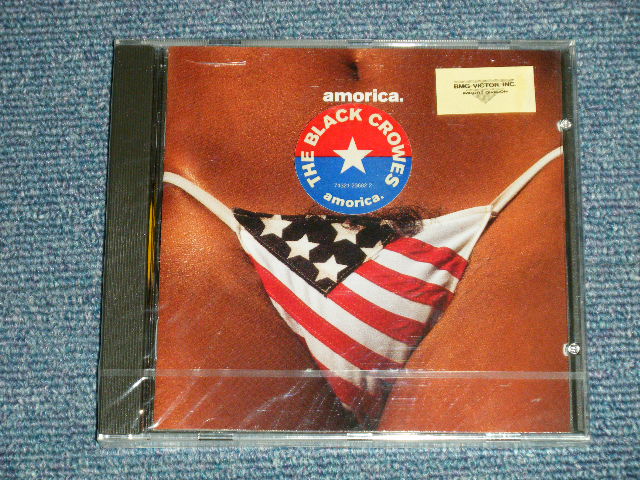 amorica.
BMG VICTOR INC.
THE BLACK CROWES
amorica.